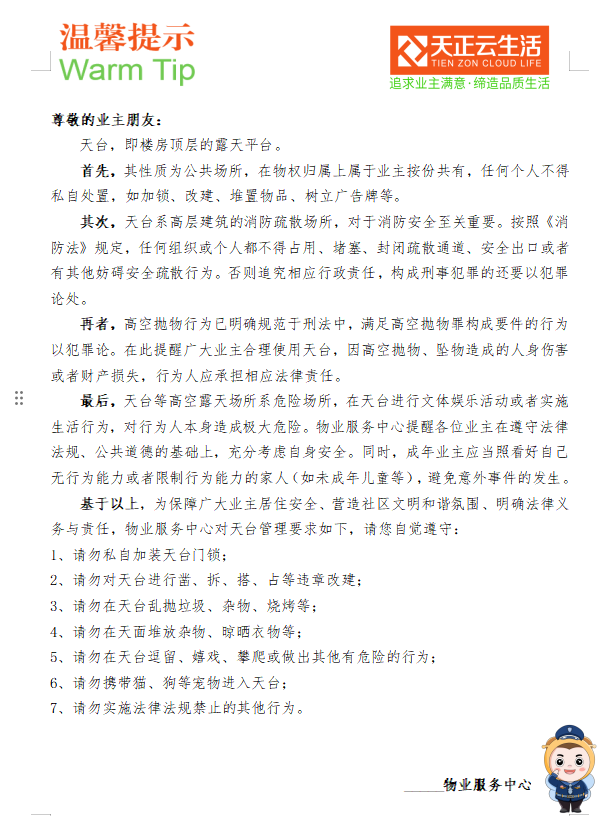 温馨提示
Warm Tip
天正云生活
TIEN ZON CLOUD LIFE
追求业主满意·缔造品质生活
尊敬的业主朋友：
天台，即楼房顶层的露天平台。
首先，其性质为公共场所，在物权归属上属于业主按份共有，任何个人不得
私自处置，如加锁、改建、堆置物品、树立广告牌等。
其次，天台系高层建筑的消防疏散场所，对于消防安全至关重要。按照《消
防法》规定，任何组织或个人都不得占用、堵塞、封闭疏散通道、安全出口或者
有其他妨碍安全疏散行为。否则追究相应行政责任，构成刑事犯罪的还要以犯罪
论处。
再者，高空抛物行为已明确规范于刑法中，满足高空抛物罪构成要件的行为
以犯罪论。在此提醒广大业主合理使用天台，因高空抛物、坠物造成的人身伤害
或者财产损失，行为人应承担相应法律责任。
最后，天台等高空露天场所系危险场所，在天台进行文体娱乐活动或者实施
生活行为，对行为人本身造成极大危险。物业服务中心提醒各位业主在遵守法律
法规、公共道德的基础上，充分考虑自身安全。同时，成年业主应当照看好自己
无行为能力或者限制行为能力的家人（如未成年儿童等），避免意外事件的发生。
基于以上，为保障广大业主居住安全、营造社区文明和谐氛围、明确法律义
务与责任，物业服务中心对天台管理要求如下，请您自觉遵守：
1、请勿私自加装天台门锁；
2、请勿对天台进行凿、拆、搭、占等违章改建；
3、请勿在天台乱抛垃圾、杂物、烧烤等；
4、请勿在天面堆放杂物、晾晒衣物等；
5、请勿在天台逗留、嬉戏、攀爬或做出其他有危险的行为；
6、请勿携带猫、狗等宠物进入天台；
7、请勿实施法律法规禁止的其他行为。
______物业服务中心